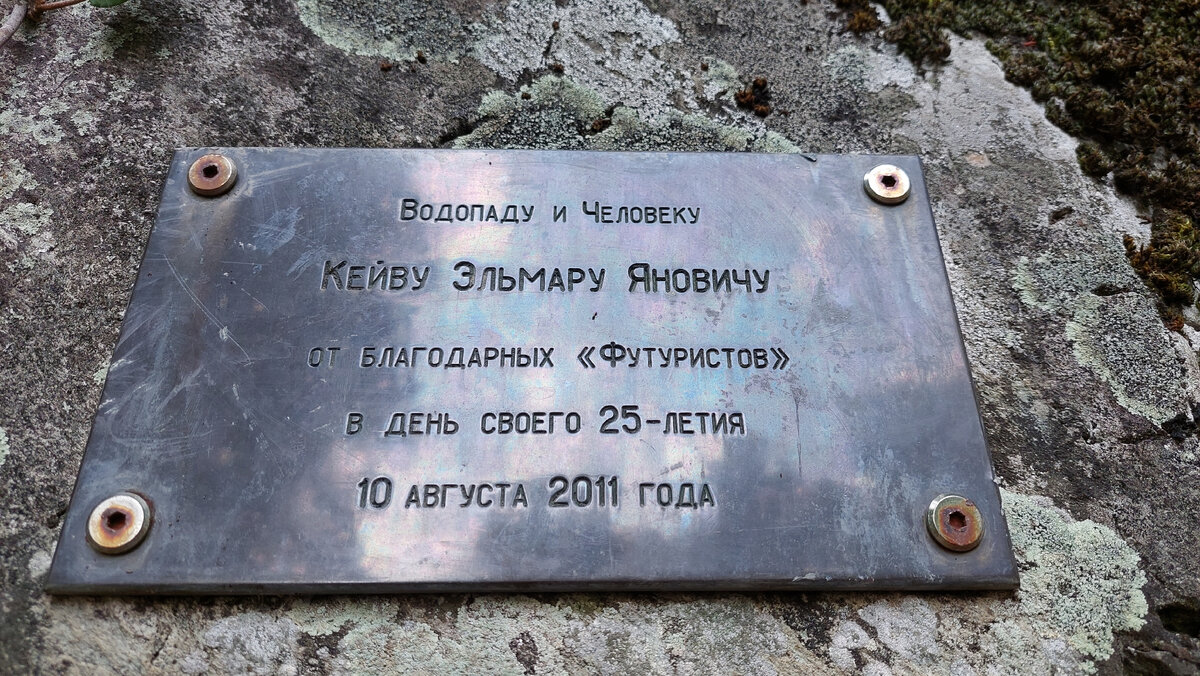 Водопаду и Человеку
Кейву Эльмару Яновичу
от благодарных «Футуристов»
в день своего 25-летия
10 августа 2011 года